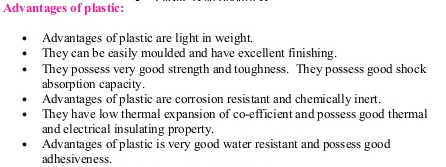 Advantages of plastic:
• Advantages of plastic are light in weight.
• They can be easily moulded and have excellent finishing.
• They possess very good strength and toughness. They possess good shock
absorption capacity.
• Advantages of plastic are corrosion resistant and chemically inert.
• They have low thermal expansion of co-efficient and possess good thermal
and electrical insulating property.
• Advantages of plastic is very good water resistant and possess good
adhesiveness.